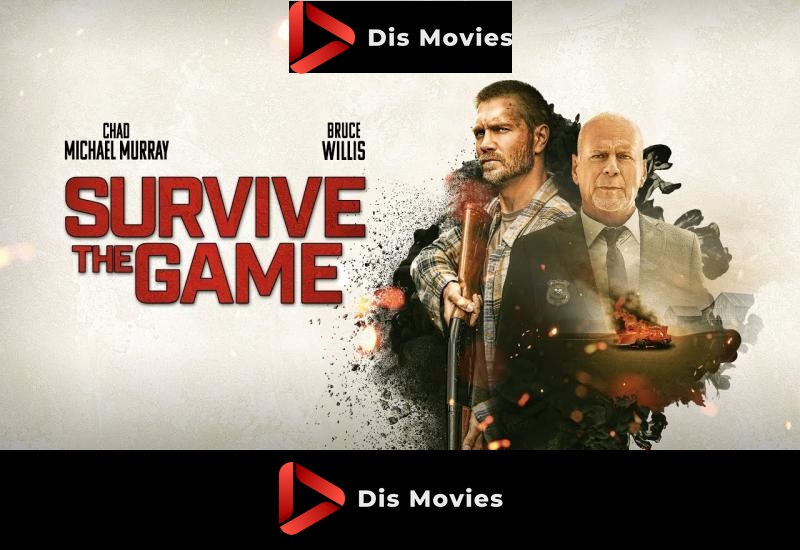 Dis Movies
CHAD
MICHAEL MURRAY
BRUCE
WILLIS
SURVIVE
THE GAME
Dis Movies